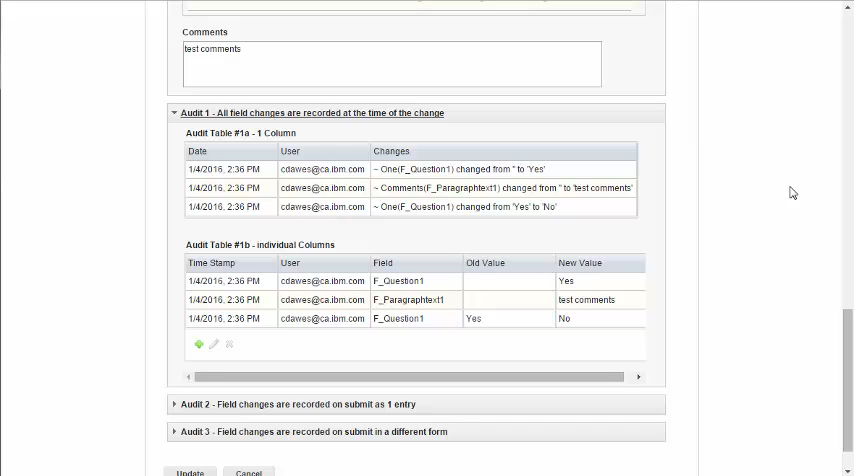 Comments
test comments
Audit 1 - All field changes are recorded at the time of the change
Audit Table #1a - 1 Column
Date User Changes
1/4/2016, 2:36 PM cdawes@ca.ibm.com ~ One(F_Question1) changed from '' to 'Yes'
1/4/2016, 2:36 PM cdawes@ca.ibm.com ~ Comments(F_Paragraphtext1) changed from '' to 'test comments'
1/4/2016, 2:36 PM cdawes@ca.ibm.com ~ One(F_Question1) changed from 'Yes' to 'No'
Audit Table #1b - individual Columns
Time Stamp User Field Old Value New Value
1/4/2016, 2:36 PM cdawes@ca.ibm.com F_Question1 Yes
1/4/2016, 2:36 PM cdawes@ca.ibm.com F_Paragraphtext1 test comments
1/4/2016, 2:36 PM cdawes@ca.ibm.com F_Question1 Yes No
Audit 2 - Field changes are recorded on submit as 1 entry
Audit 3 - Field changes are recorded on submit in a different form
Update Cancel